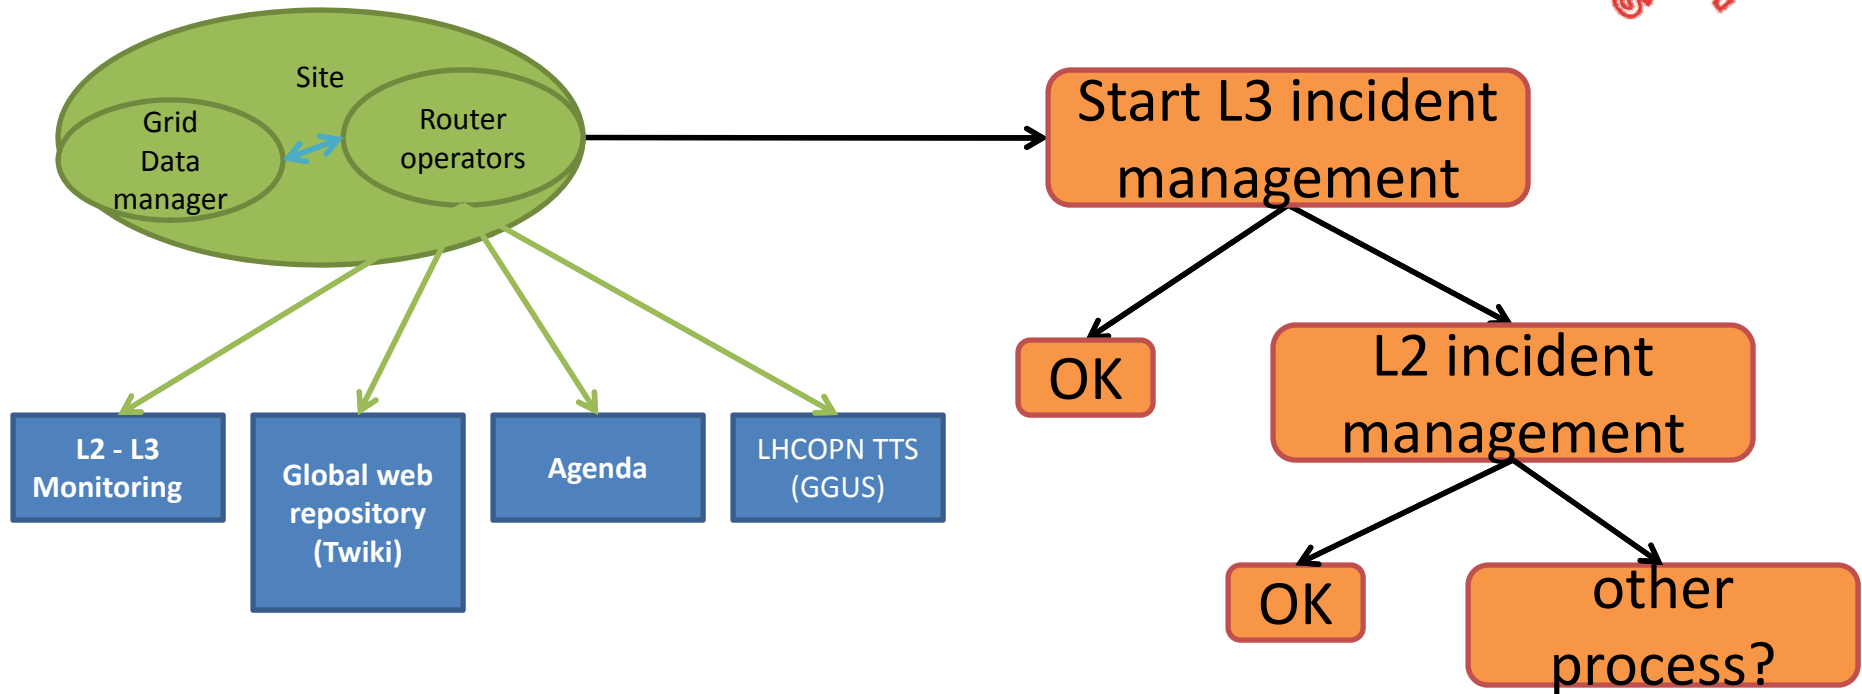 Site
Grid
Data
manager
Router
operators
Start L3 incident
management
OK
L2 incident
management
L2 - L3
Monitoring
Global web
repository
(Twiki)
Agenda
LHCOPN TTS
(GGUS)
OK
other
process?